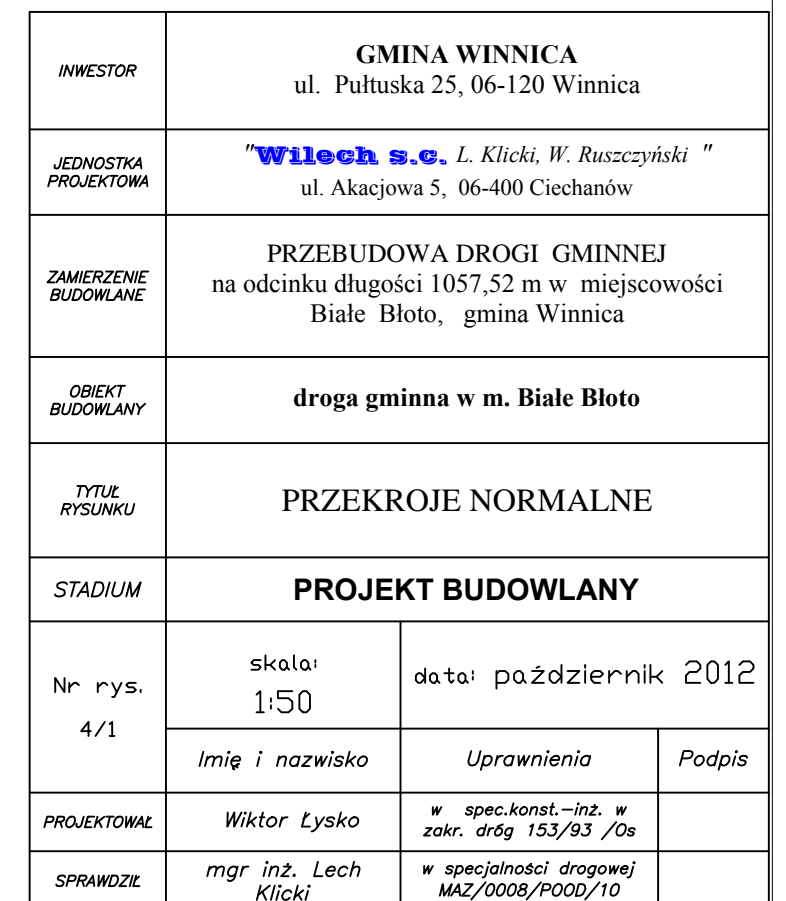 INWESTOR
GMINA WINNICA
ul. Pułtuska 25, 06-120 Winnica
JEDNOSTKA
PROJEKTOWA
"Wilech s.c. L. Klicki, W. Ruszczyński "
ul. Akacjowa 5, 06-400 Ciechanów
ZAMIERZENIE
BUDOWLANE
PRZEBUDOWA DROGI GMINNEJ
na odcinku długości 1057,52 m w miejscowości
Białe Błoto, gmina Winnica
OBIEKT
BUDOWLANY
droga gminna w m. Białe Błoto
TYTUŁ
RYSUNKU
PRZEKROJE NORMALNE
STADIUM
PROJEKT BUDOWLANY
Nr rys.
4/1
skala:
1:50
data: październik 2012
Imię i nazwisko
Uprawnienia
Podpis
PROJEKTOWAŁ
Wiktor Łysko
w spec.konst.-inż. w
zakr. dróg 153/93 /Os
SPRAWDZIŁ
mgr inż. Lech
Klicki
w specjalności drogowej
MAZ/0008/POOD/10